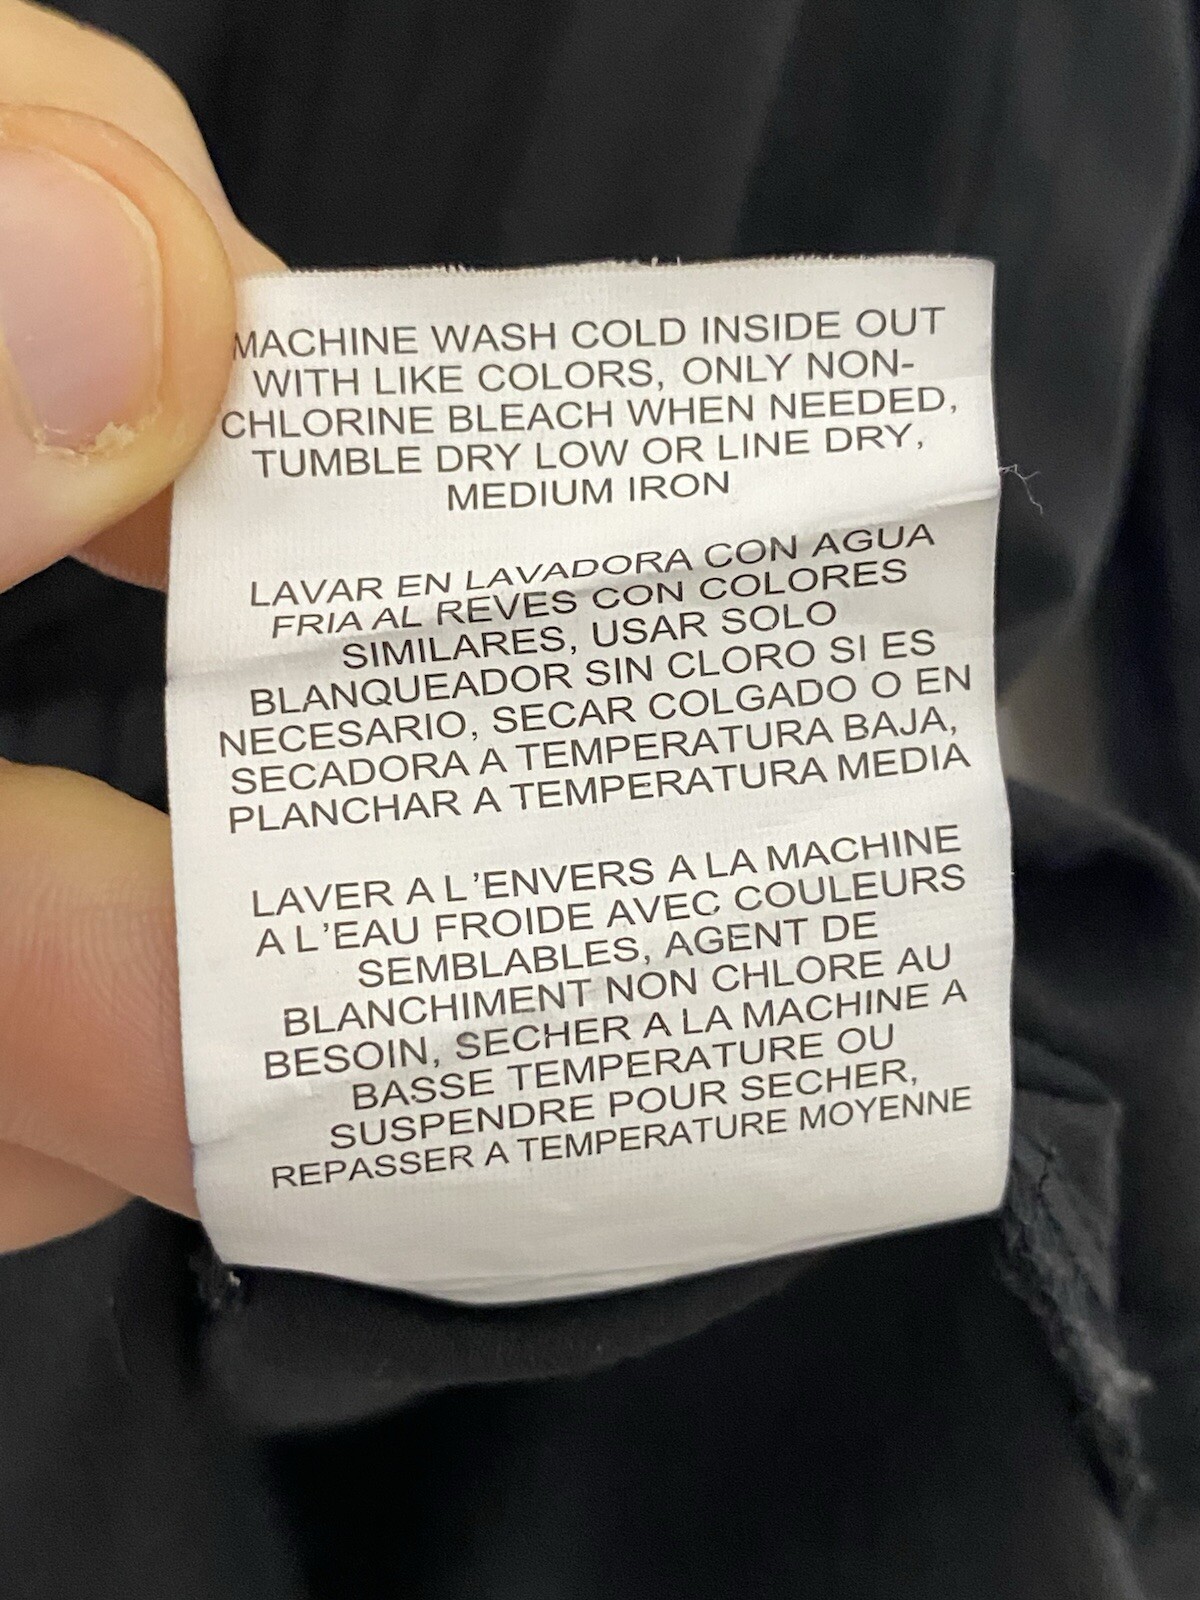 MACHINE WASH COLD INSIDE OUT
WITH LIKE COLORS, ONLY NON-
CHLORINE BLEACH WHEN NEEDED,
TUMBLE DRY LOW OR LINE DRY,
MEDIUM IRON
LAVAR EN LAVADORA CON AGUA
FRIA AL REVES CON COLORES
SIMILARES, USAR SOLO
BLANQUEADOR SIN CLORO SI ES
NECESARIO, SECAR COLGADO O EN
SECADORA A TEMPERATURA BAJA,
PLANCHAR A TEMPERATURA MEDIA
LAVER A L'ENVERS A LA MACHINE
A L'EAU FROIDE AVEC COULEURS
SEMBLABLES, AGENT DE
BLANCHIMENT NON CHLORE AU
BESOIN, SECHER A LA MACHINE A
BASSE TEMPERATURE OU
SUSPENDRE POUR SECHER,
REPASSER A TEMPERATURE MOYENNE